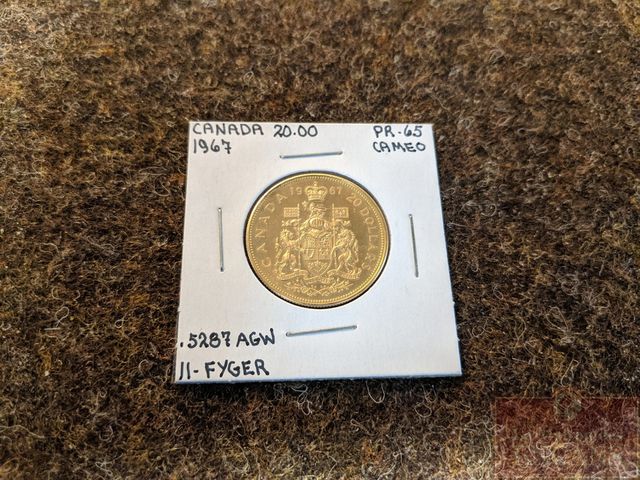 CANADA 20.00
1967
PR.65
CAMEO
CANADA 1967 20 DOLLARS
.5287 AGW
11-FYGER